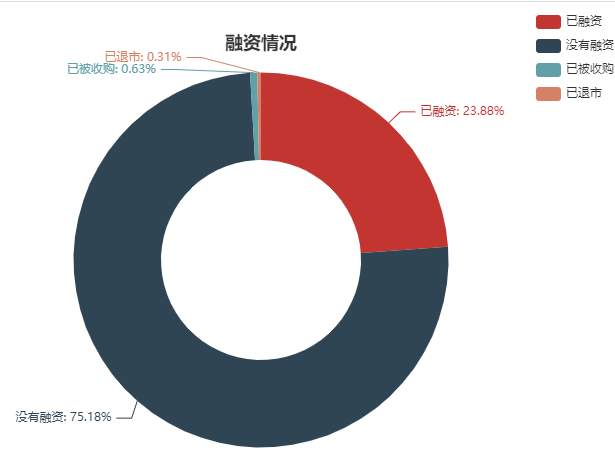 融资情况
已融资
没有融资
已被收购
已退市
已退市: 0.31%
已被收购: 0.63%
已融资: 23.88%
没有融资: 75.18%